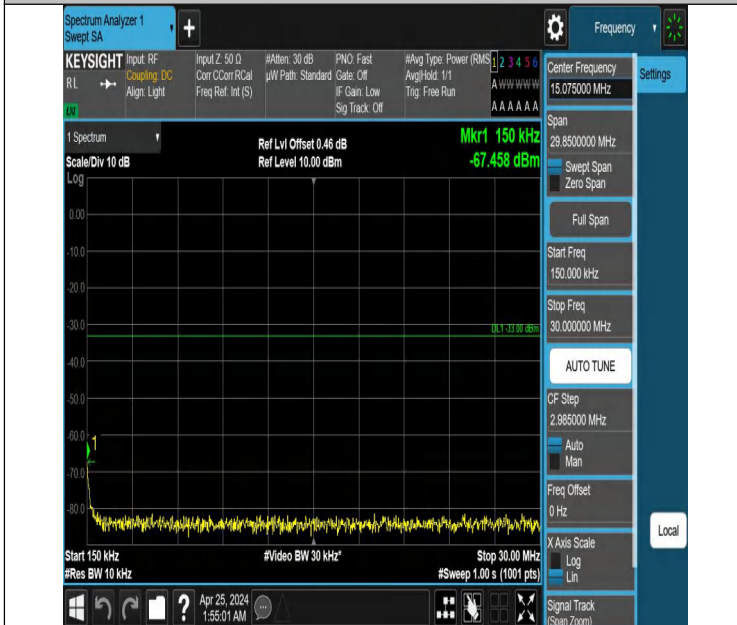 Spectrum Analyzer 1
Swept SA
+
Frequency
KEYSIGHT
RL
LXI
Input: RF
Coupling: DC
Align: Light
Input Z: 50 Ω
Corr CCorr RCal
Freq Ref: Int (S)
#Atten: 30 dB
µW Path: Standard
PNO: Fast
Gate: Off
IF Gain: Low
Sig Track: Off
#Avg Type: Power (RMS
Avg|Hold: 1/1
Trig: Free Run
1 2 3 4 5 6
A W W W W W
A A A A A A
1 Spectrum
Scale/Div 10 dB
Log
Ref Lvl Offset 0.46 dB
Ref Level 10.00 dBm
Mkr1 150 kHz
-67.458 dBm
0.00
-10.0
-20.0
-30.0
DL1 -33.00 dBm
-40.0
-50.0
-60.0
1
-70.0
-80.0
Start 150 kHz
#Video BW 30 kHz*
Stop 30.00 MHz
#Res BW 10 kHz
#Sweep 1.00 s (1001 pts)
?
Apr 25, 2024
1:55:01 AM
Center Frequency
15.075000 MHz
Settings
Span
29.8500000 MHz
Swept Span
Zero Span
Full Span
Start Freq
150.000 kHz
Stop Freq
30.000000 MHz
AUTO TUNE
CF Step
2.985000 MHz
Auto
Man
Freq Offset
0 Hz
Local
X Axis Scale
Log
Lin
Signal Track
(Span Zoom)